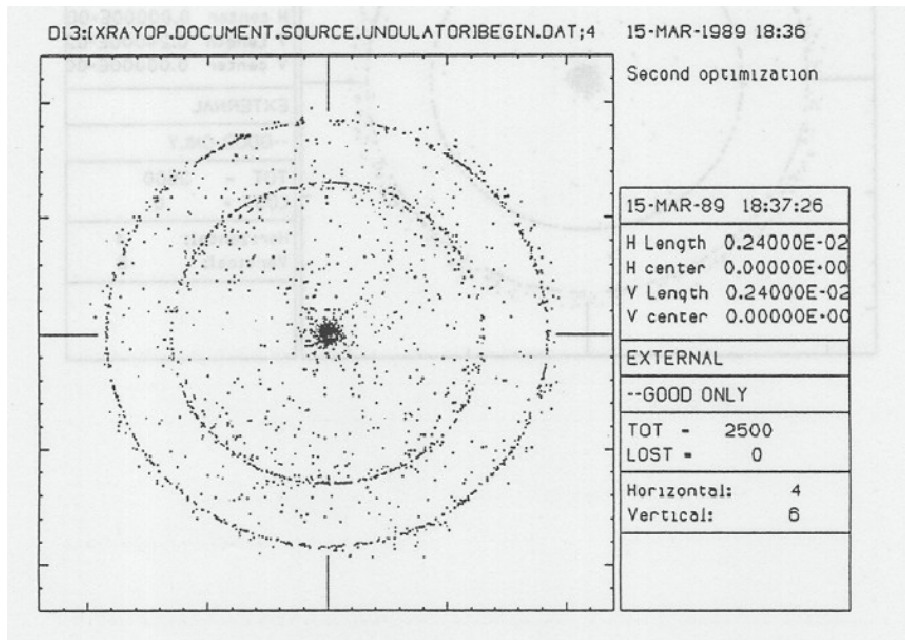 D13:[XRAYOP.DOCUMENT.SOURCE.UNDULATOR]BEGIN.DAT;4
15-MAR-1989 18:36
Second optimization
15-MAR-89 18:37:26
H Length 0.24000E-02
H center 0.00000E+00
V Length 0.24000E-02
V center 0.00000E+00
EXTERNAL
--GOOD ONLY
TOT = 2500
LOST = 0
Horizontal: 4
Vertical: 6